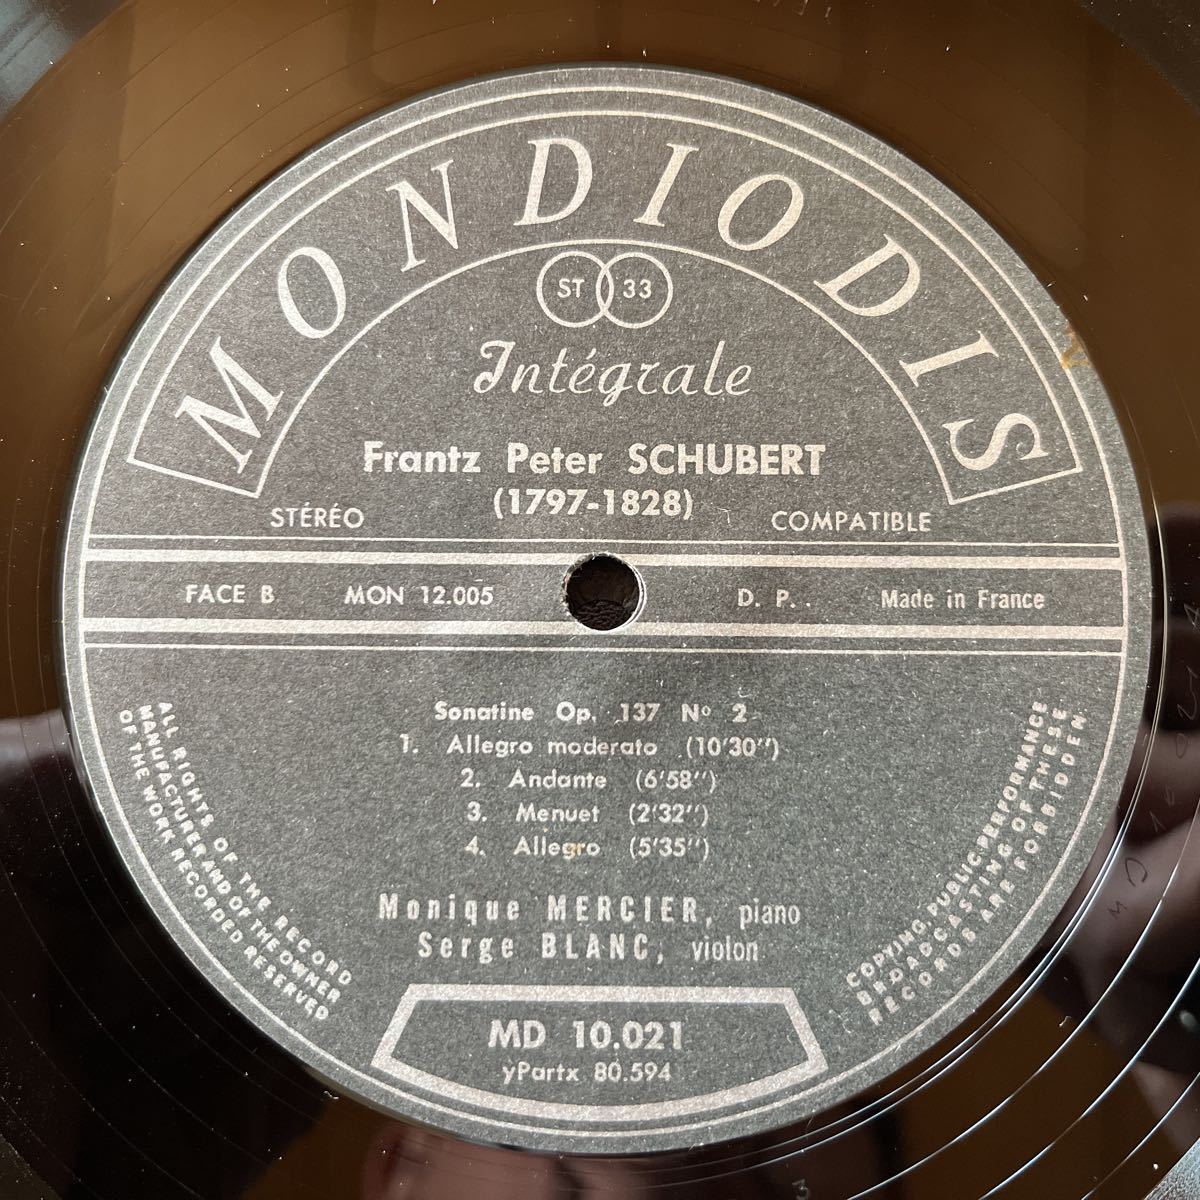 MONDIODIS
ST 33
Intégrale
Frantz Peter SCHUBERT
(1797-1828)
STÉRÉO
COMPATIBLE
FACE B MON 12.005 D. P. . Made in France
Sonatine Op. 137 Nº 2
1. Allegro moderato (10'30'')
2. Andante (6'58'')
3. Menuet (2'32'')
4. Allegro (5'35'')
Monique MERCIER, piano
Serge BLANC, violon
ALL RIGHTS OF THE RECORD
MANUFACTURER AND OF THE OWNER
OF THE WORK RECORDED RESERVED
COPYING, PUBLIC PERFORMANCE
BROADCASTING OF THESE
RECORDS ARE FORBIDDEN
MD 10.021
yPartx 80.594